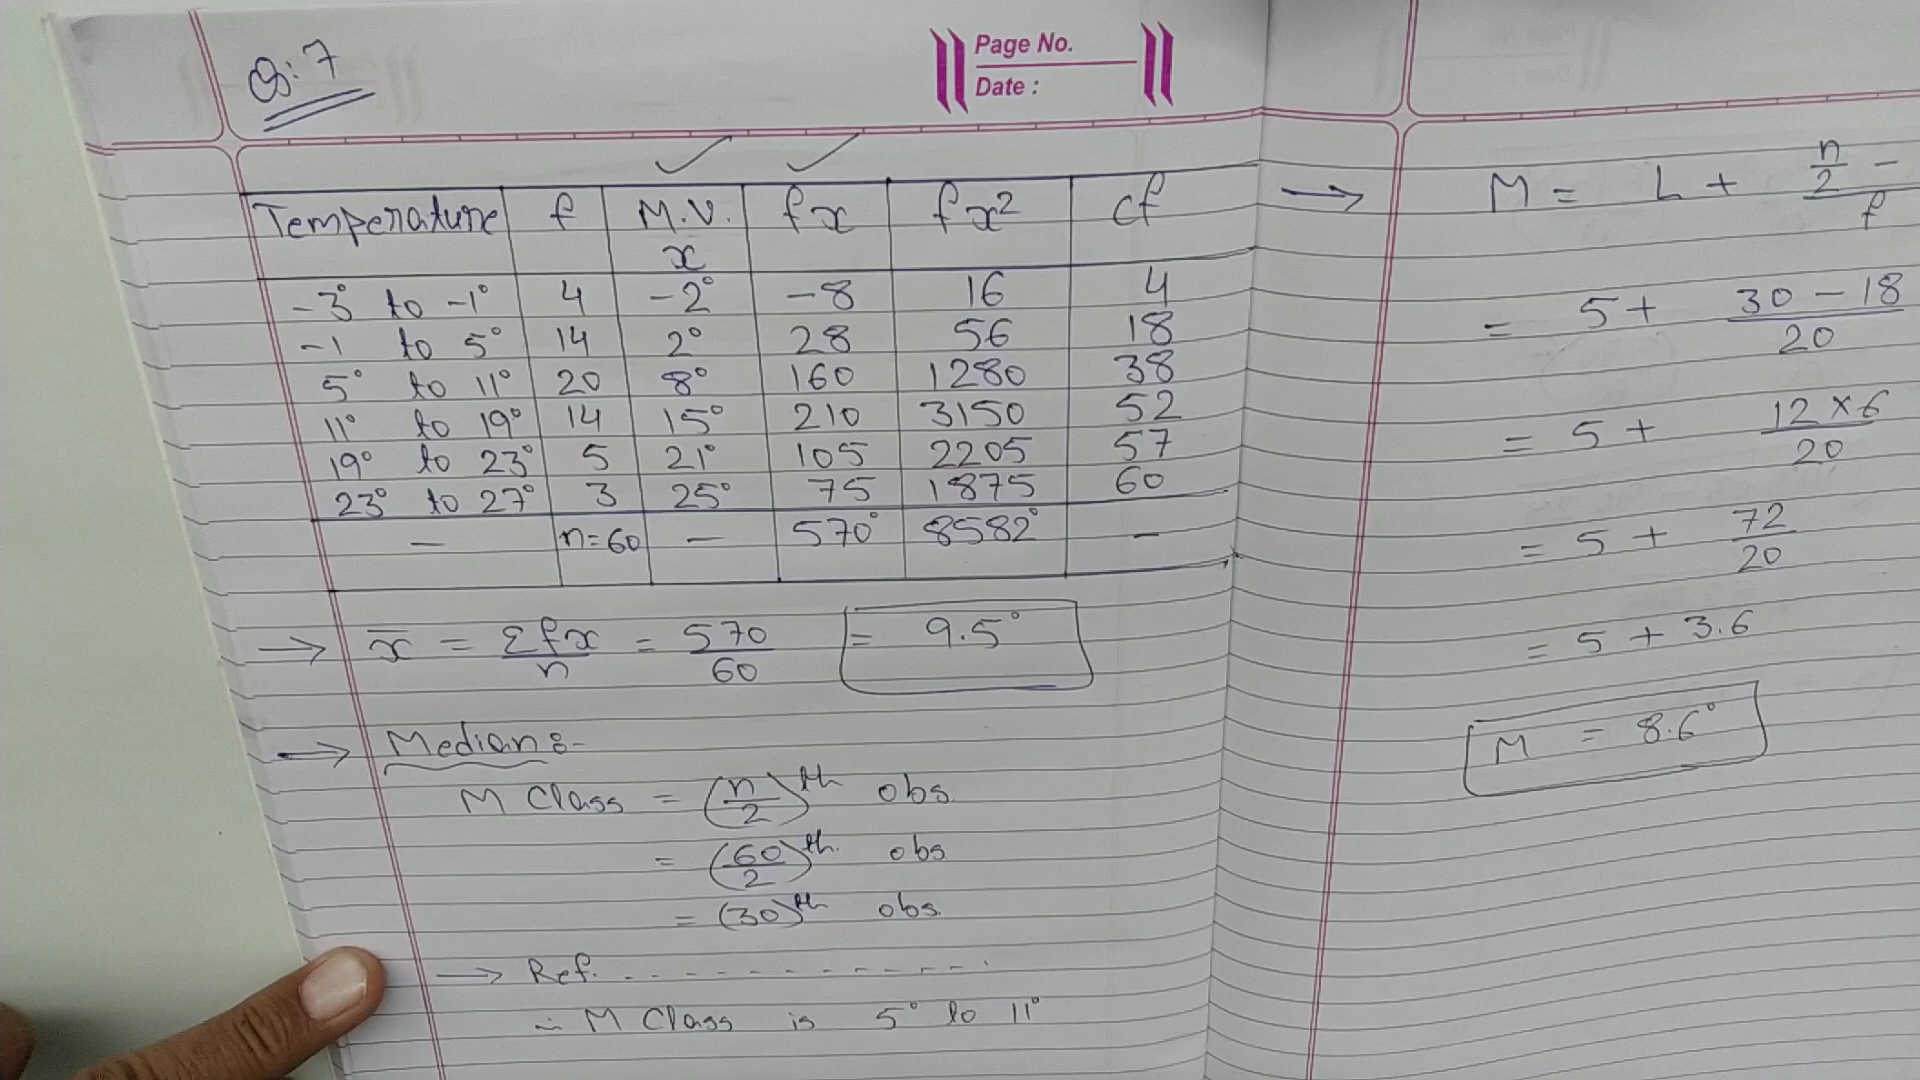 Q:7
Page No.
Date :
Temperature f M.V. x fx fx² cf
-3° to -1° 4 -2° -8 16 4
-1 to 5° 14 2° 28 56 18
5° to 11° 20 8° 160 1280 38
11° to 19° 14 15° 210 3150 52
19° to 23° 5 21° 105 2205 57
23° to 27° 3 25° 75 1875 60
— n=60 — 570° 8582° —
→ x̄ = Σfx/n = 570/60 = 9.5°
→ Median:-
M Class = (n/2)th obs.
= (60/2)th. obs
= (30)th obs.
→ Ref. - - - - - - - - - - - .
∴ M Class is 5° to 11°
→ M = L + n/2 - / f
= 5 + 30 - 18 / 20
= 5 + 12 x 6 / 20
= 5 + 72/20
= 5 + 3.6
M = 8.6°